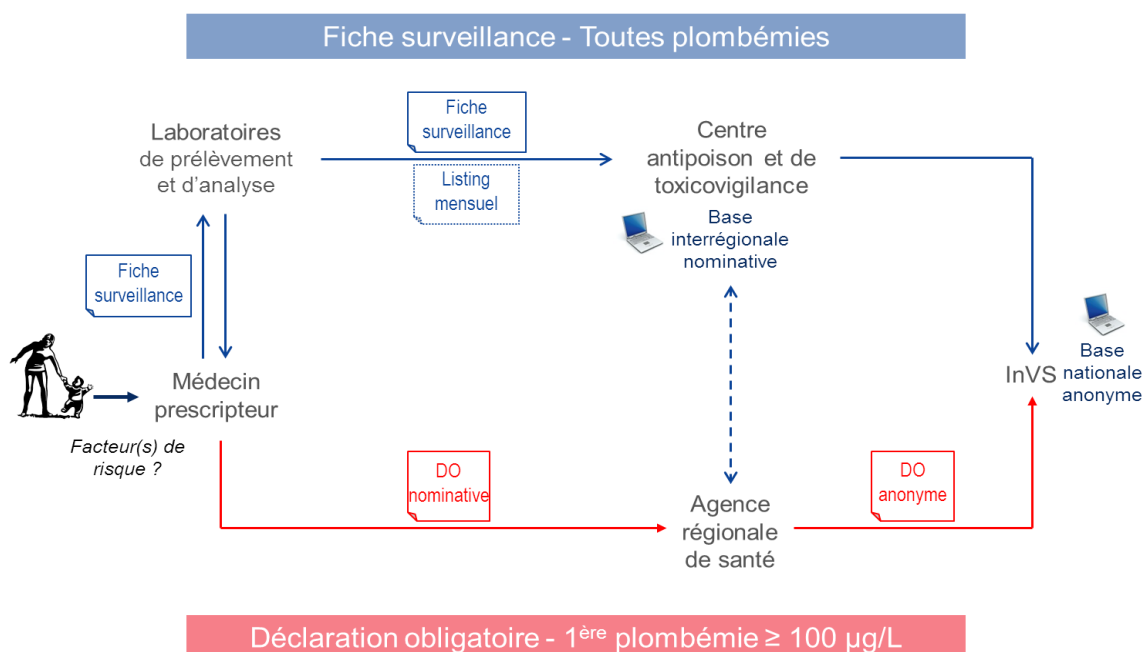 Fiche surveillance - Toutes plombémies
Fiche
surveillance
Laboratoires
de prélèvement
et d'analyse
Centre
antipoison et de
toxicovigilance
Listing
mensuel
Base
interrégionale
nominative
Fiche
surveillance
Médecin
prescripteur
InVS
Base
nationale
anonyme
Facteur(s) de
risque ?
DO
nominative
DO
anonyme
Agence
régionale
de santé
Déclaration obligatoire - 1ère plombémie ≥ 100 µg/L